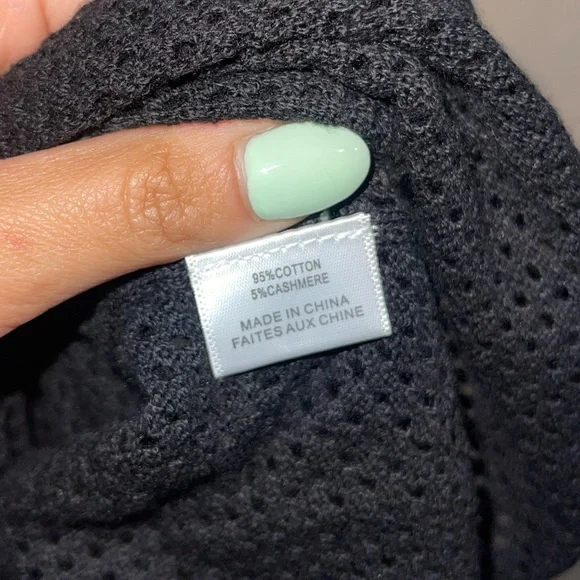 95%COTTON
5%CASHMERE
MADE IN CHINA
FAITES AUX CHINE